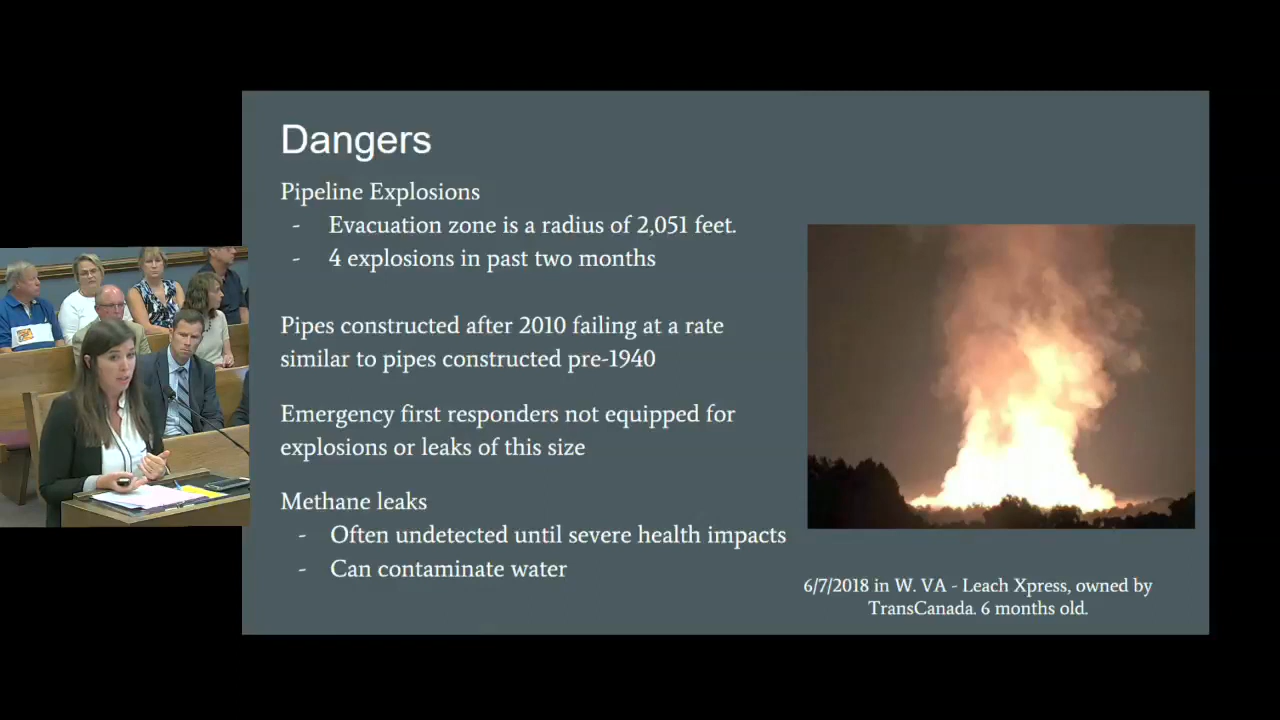 Dangers
Pipeline Explosions
- Evacuation zone is a radius of 2,051 feet.
- 4 explosions in past two months
Pipes constructed after 2010 failing at a rate
similar to pipes constructed pre-1940
Emergency first responders not equipped for
explosions or leaks of this size
Methane leaks
- Often undetected until severe health impacts
- Can contaminate water
6/7/2018 in W. VA - Leach Xpress, owned by
TransCanada. 6 months old.